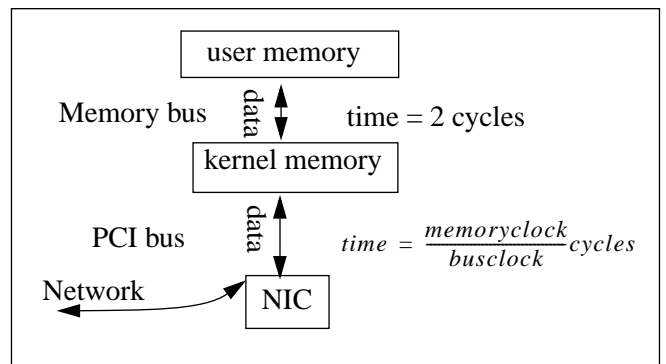 user memory
Memory bus
data
time = 2 cycles
kernel memory
PCI bus
data
time = memoryclock / busclock cycles
Network
NIC